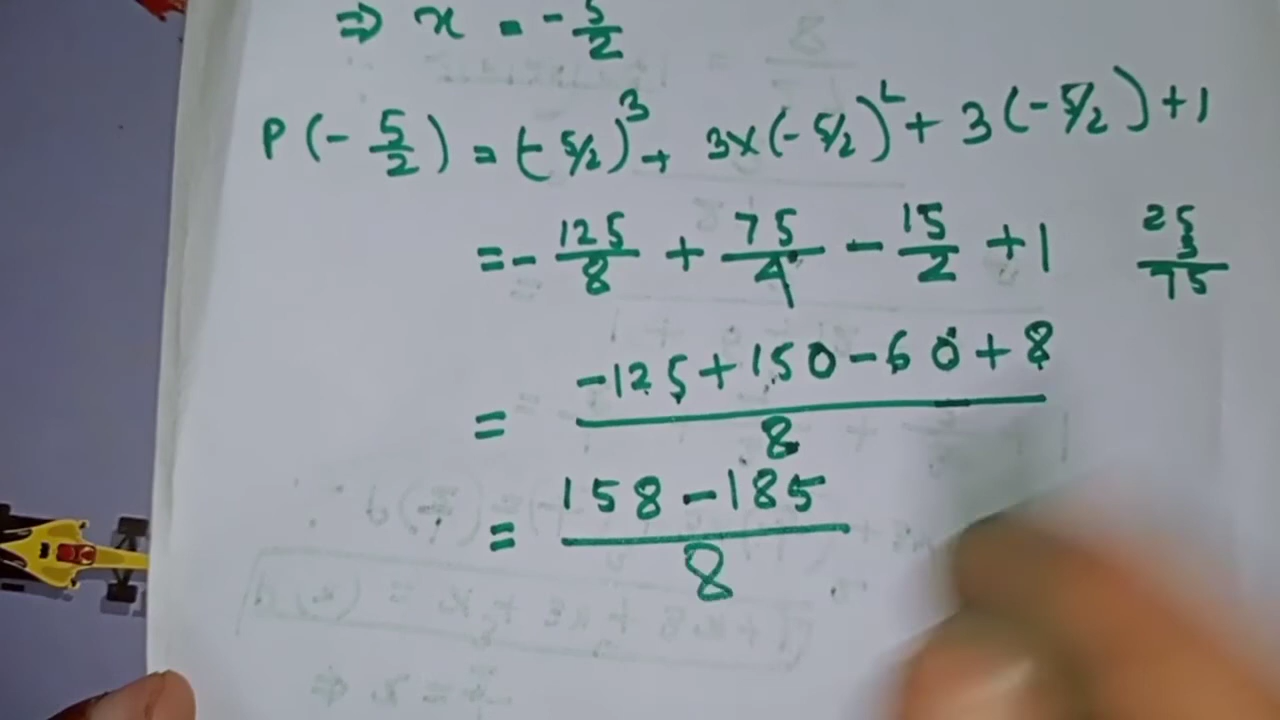 ⇒ x = -5/2
P(-5/2) = (-5/2)^3 + 3×(-5/2)^2 + 3(-5/2)+1
= -125/8 + 75/4 - 15/2 + 1
25
3
75
= (-125+150-60+8)/8
= (158-185)/8